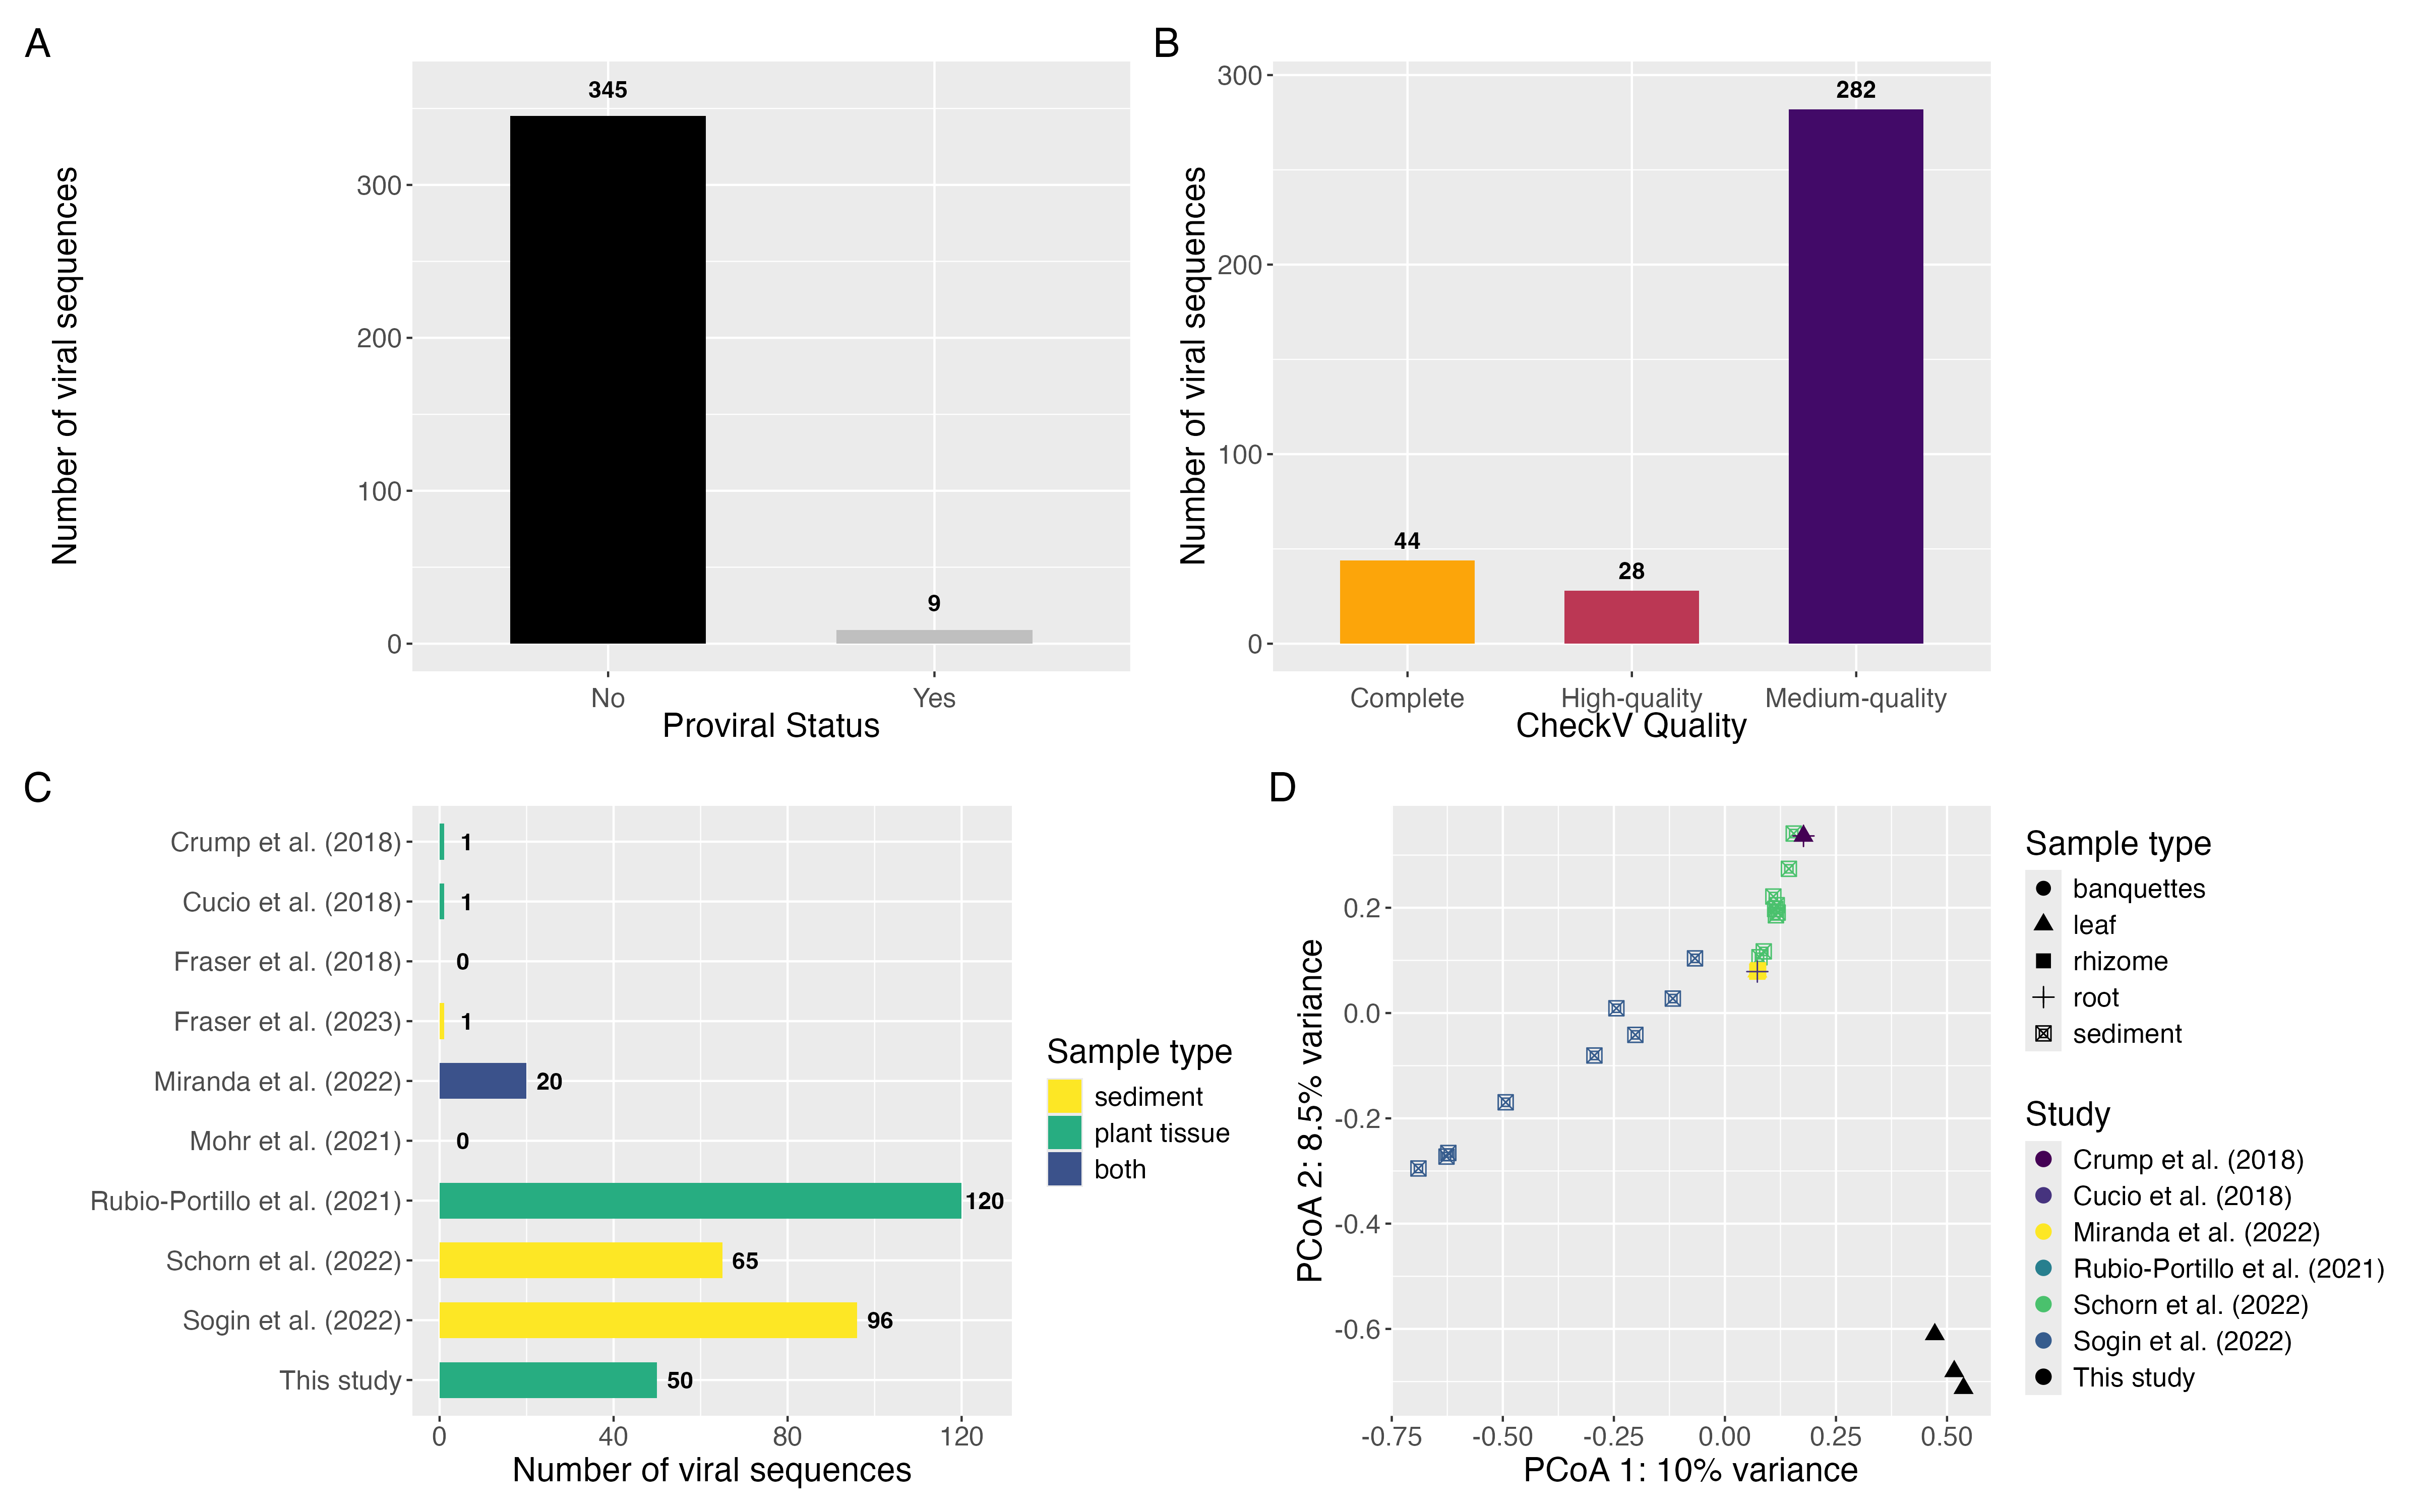 A
Number of viral sequences
300
200
100
0
345
9
No
Yes
Proviral Status
B
Number of viral sequences
300
200
100
0
44
28
282
Complete
High-quality
Medium-quality
CheckV Quality
C
Crump et al. (2018)
1
Cucio et al. (2018)
1
Fraser et al. (2018)
0
Fraser et al. (2023)
1
Miranda et al. (2022)
20
Mohr et al. (2021)
0
Rubio-Portillo et al. (2021)
120
Schorn et al. (2022)
65
Sogin et al. (2022)
96
This study
50
0
40
80
120
Number of viral sequences
Sample type
sediment
plant tissue
both
D
PCoA 2: 8.5% variance
0.2
0.0
-0.2
-0.4
-0.6
-0.75
-0.50
-0.25
0.00
0.25
0.50
PCoA 1: 10% variance
Sample type
banquettes
leaf
rhizome
root
sediment
Study
Crump et al. (2018)
Cucio et al. (2018)
Miranda et al. (2022)
Rubio-Portillo et al. (2021)
Schorn et al. (2022)
Sogin et al. (2022)
This study